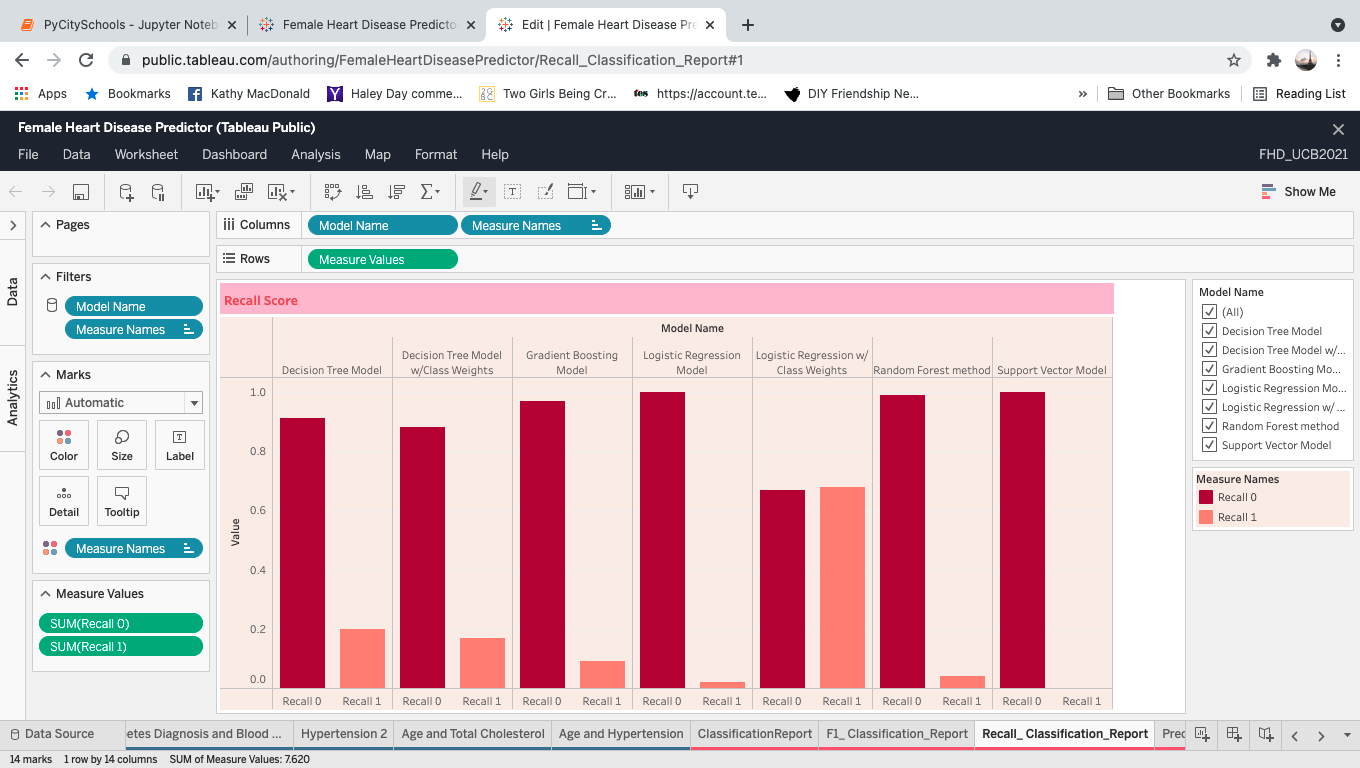 PyCitySchools - Jupyter Noteb
Female Heart Disease Predicto
Edit | Female Heart Disease Pre
public.tableau.com/authoring/FemaleHeartDiseasePredictor/Recall_Classification_Report#1
Apps
Bookmarks
Kathy MacDonald
Haley Day comme...
Two Girls Being Cr...
https://account.te...
DIY Friendship Ne...
»
Other Bookmarks
Reading List
Female Heart Disease Predictor (Tableau Public)
File Data Worksheet Dashboard Analysis Map Format Help
FHD_UCB2021
Show Me
Data
Analytics
Pages
Filters
Model Name
Measure Names
Marks
Automatic
Color Size Label
Detail Tooltip
Measure Names
Measure Values
SUM(Recall 0)
SUM(Recall 1)
Columns Model Name Measure Names
Rows Measure Values
Recall Score
Model Name
Decision Tree Model
Decision Tree Model
w/Class Weights
Gradient Boosting
Model
Logistic Regression
Model
Logistic Regression w/
Class Weights
Random Forest method
Support Vector Model
Value
1.0
0.8
0.6
0.4
0.2
0.0
Recall 0 Recall 1 Recall 0 Recall 1 Recall 0 Recall 1 Recall 0 Recall 1 Recall 0 Recall 1 Recall 0 Recall 1 Recall 0 Recall 1
Model Name
(All)
Decision Tree Model
Decision Tree Model w/...
Gradient Boosting Mo...
Logistic Regression Mo...
Logistic Regression w/ ...
Random Forest method
Support Vector Model
Measure Names
Recall 0
Recall 1
Data Source
etes Diagnosis and Blood ...
Hypertension 2
Age and Total Cholesterol
Age and Hypertension
ClassificationReport
F1_ Classification_Report
Recall_ Classification_Report
Prec
14 marks 1 row by 14 columns SUM of Measure Values: 7.620